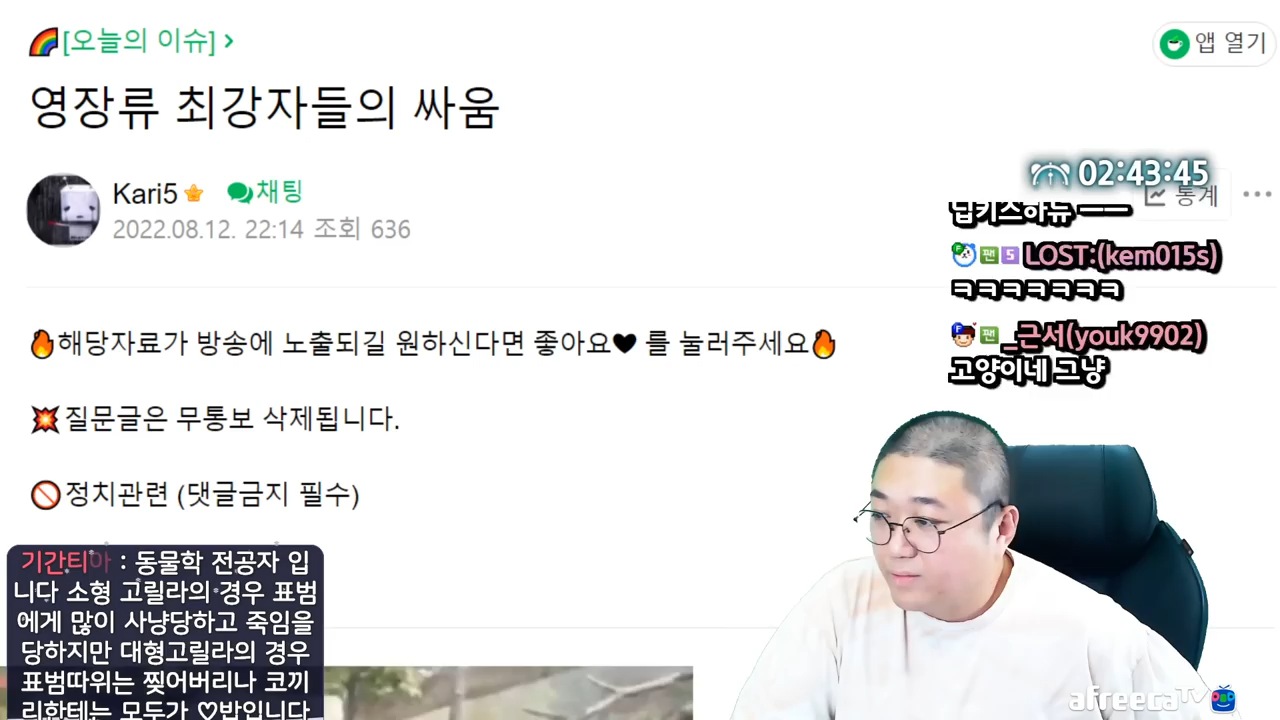 [오늘의 이슈] >
앱 열기
영장류 최강자들의 싸움
Kari5 채팅
2022.08.12. 22:14 조회 636
02:43:45
통계
LOST:(kem015s)
ㅋㅋㅋㅋㅋㅋㅋ
_근서(youk9902)
고양이네 그냥
해당자료가 방송에 노출되길 원하신다면 좋아요🖤 를 눌러주세요
질문글은 무통보 삭제됩니다.
정치관련 (댓글금지 필수)
기간티아 : 동물학 전공자 입
니다 소형 고릴라의 경우 표범
에게 많이 사냥당하고 죽임을
당하지만 대형고릴라의 경우
표범따위는 찢어버리나 코끼
리한테는 모두가 ♡밥입니다
afreecaTV